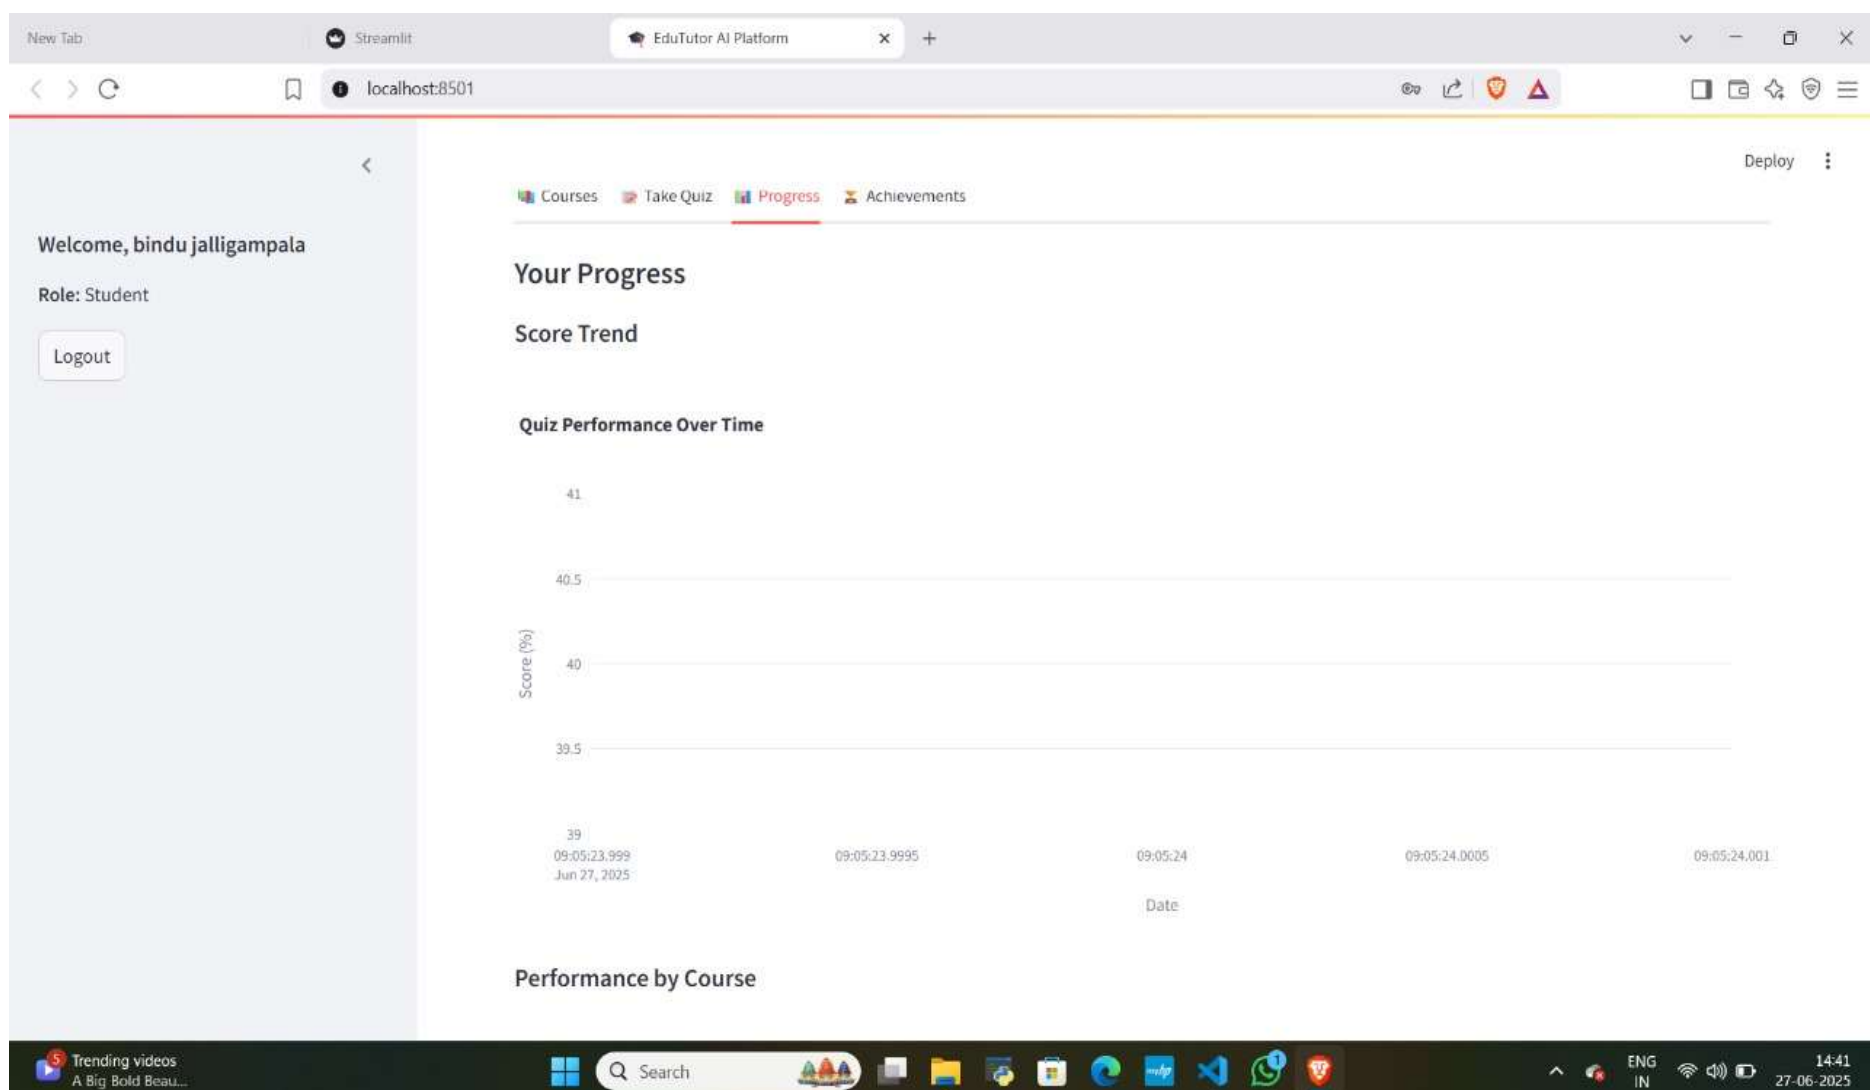 New Tab
Streamlit
EduTutor AI Platform
localhost:8501
Deploy
Courses
Take Quiz
Progress
Achievements
Welcome, bindu jalligampala
Role: Student
Logout
Your Progress
Score Trend
Quiz Performance Over Time
41
40.5
40
39.5
39
Score (%)
09:05:23.999
Jun 27, 2025
09:05:23.9995
09:05:24
09:05:24.0005
09:05:24.001
Date
Performance by Course
5
Trending videos
A Big Bold Beau...
Search
myhp
1
ENG
IN
14:41
27-06-2025